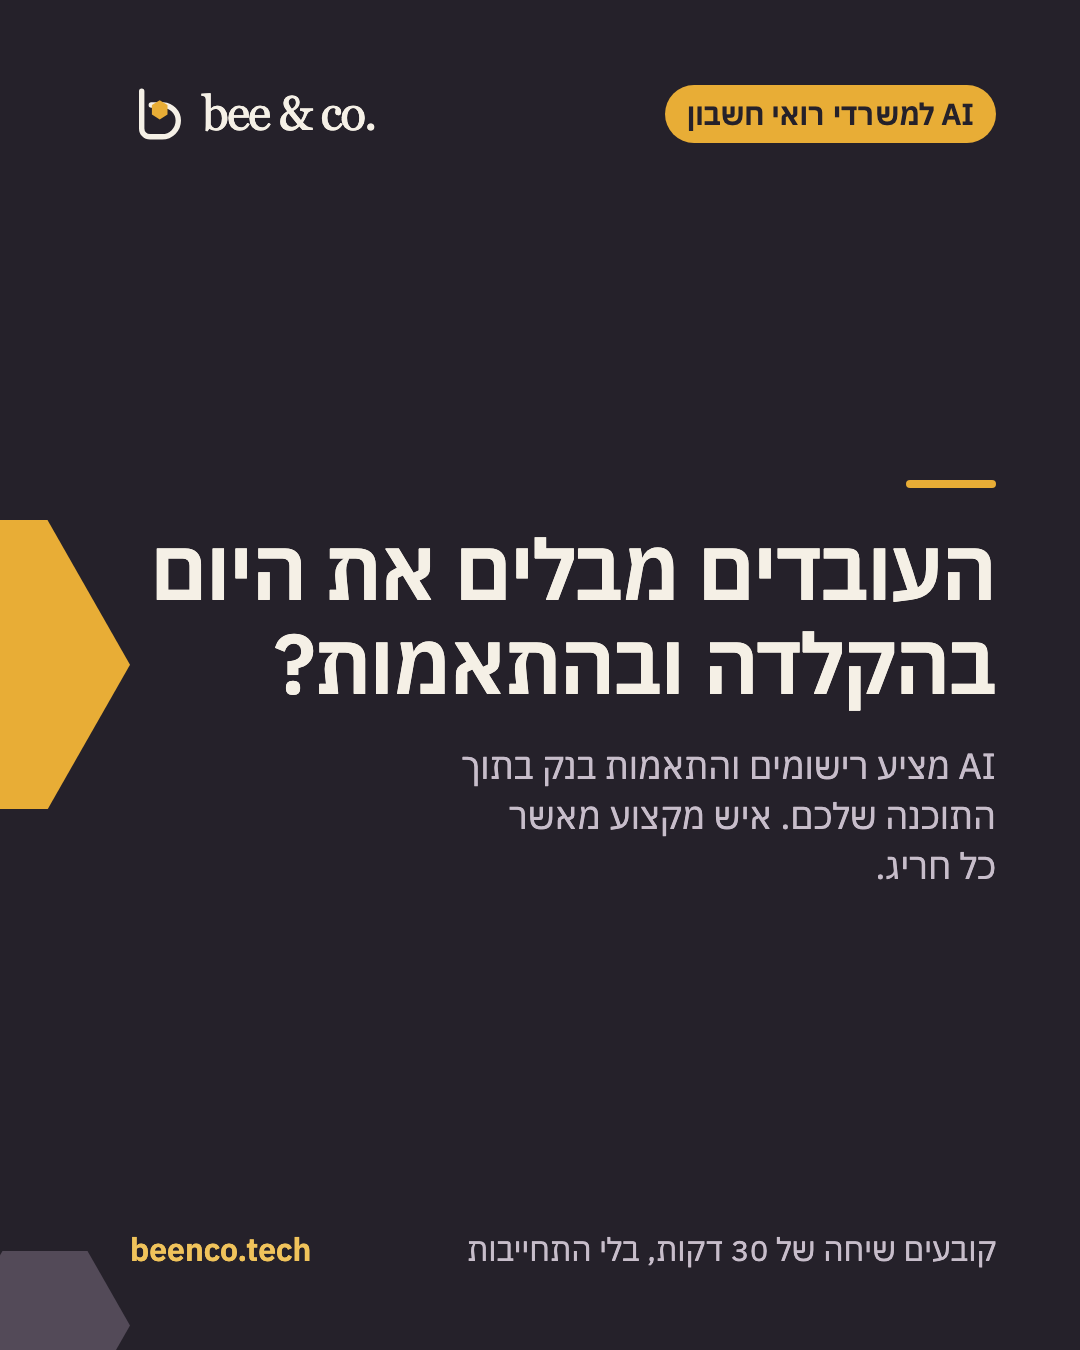 AI למשרדי רואי חשבון
bee & co.
העובדים מבלים את היום
בהקלדה ובהתאמות?
AI מציע רישומים והתאמות בנק בתוך
התוכנה שלכם. איש מקצוע מאשר
כל חריג.
קובעים שיחה של 30 דקות, בלי התחייבות
beenco.tech